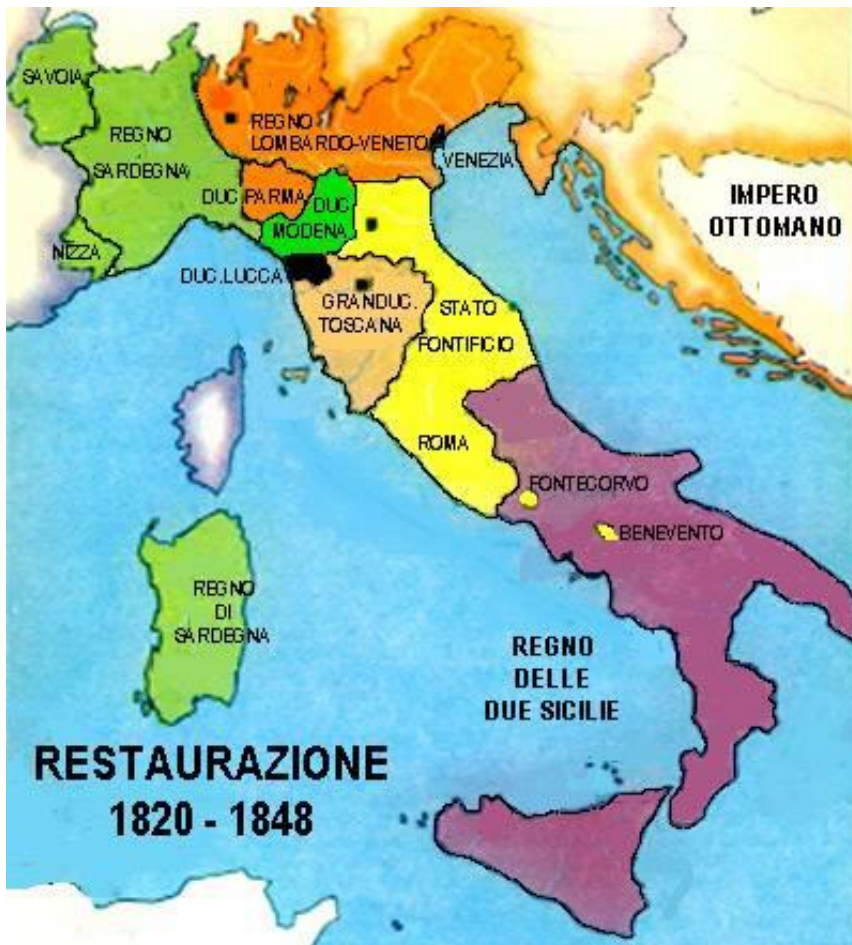 SAVOIA
REGNO
SARDEGNA
REGNO
LOMBARDO-VENETO
VENEZIA
DUC PARMA
DUC
MODENA
NIZZA
DUC.LUCCA
GRANDUC.
TOSCANA
STATO
FONTIFICIO
ROMA
FONTECORVO
BENEVENTO
IMPERO
OTTOMANO
REGNO
DI
SARDEGNA
REGNO
DELLE
DUE SICILIE
RESTAURAZIONE
1820 - 1848